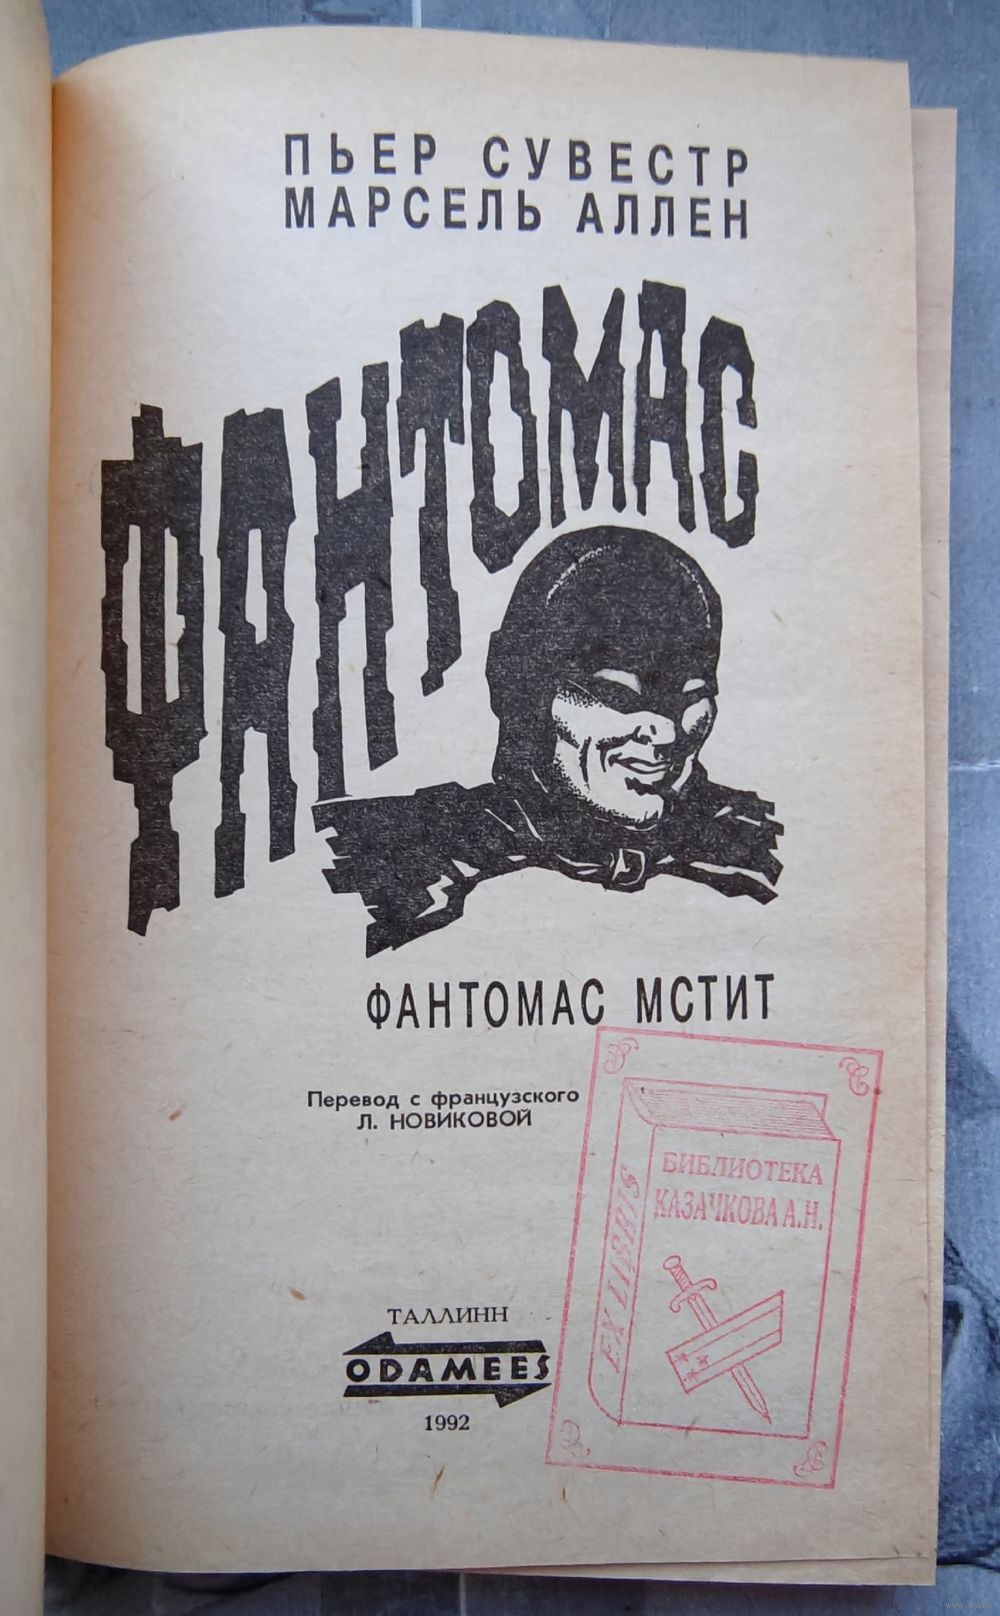 ПЬЕР СУВЕСТР
МАРСЕЛЬ АЛЛЕН
ФАНТОМАС
ФАНТОМАС МСТИТ
Перевод с французского
Л. НОВИКОВОЙ
ТАЛЛИНН
ODAMEES
1992
EX LIBRIS
БИБЛИОТЕКА
КАЗАЧКОВА А.Н.